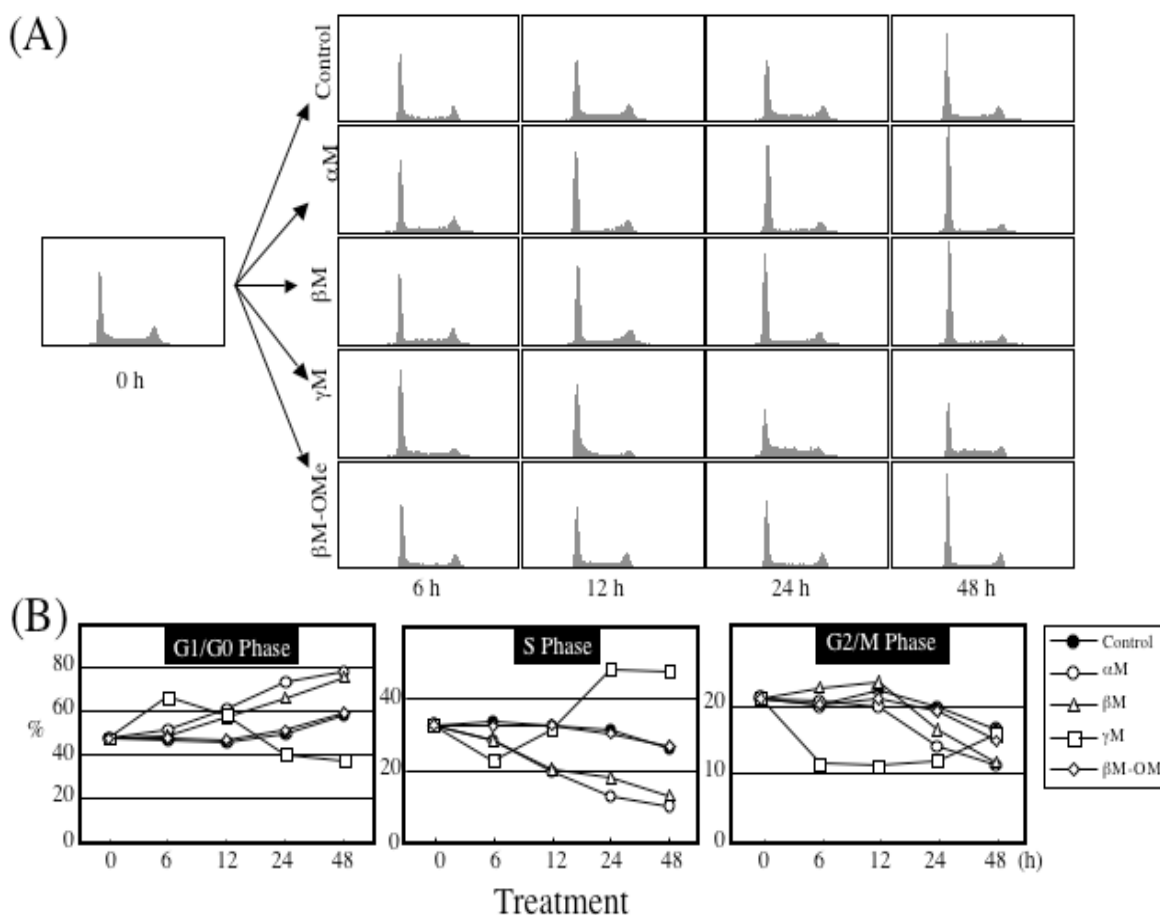 (A)
Control
αM
βM
γM
βM-OMe
0 h
6 h 12 h 24 h 48 h
(B)
G1/G0 Phase
S Phase
G2/M Phase
%
80
60
40
20
0
0 6 12 24 48
40
20
0
0 6 12 24 48
20
10
0
0 6 12 24 48 (h)
Control
αM
βM
γM
βM-OM
Treatment